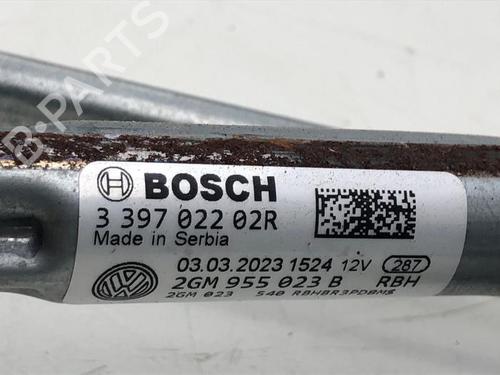 B-PARTS
BOSCH
3 397 022 02R
Made in Serbia
03.03.2023 1524 12V 287
2GM 955 023 B RBH
2GM 023 540 RBHBR3PDBMS
B-PARTS